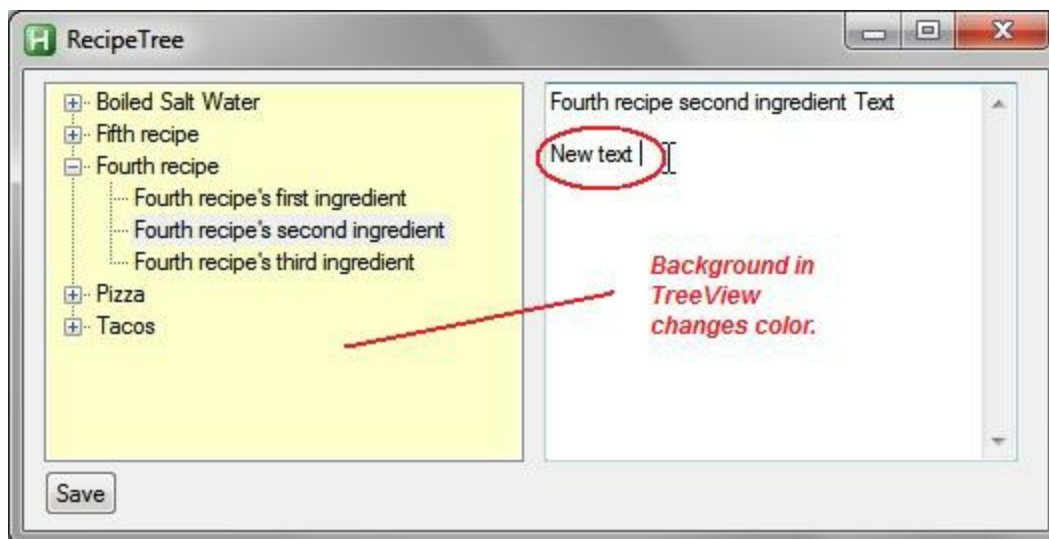 RecipeTree
Boiled Salt Water
Fifth recipe
Fourth recipe
Fourth recipe's first ingredient
Fourth recipe's second ingredient
Fourth recipe's third ingredient
Pizza
Tacos
Fourth recipe second ingredient Text
New text
Background in
TreeView
changes color.
Save